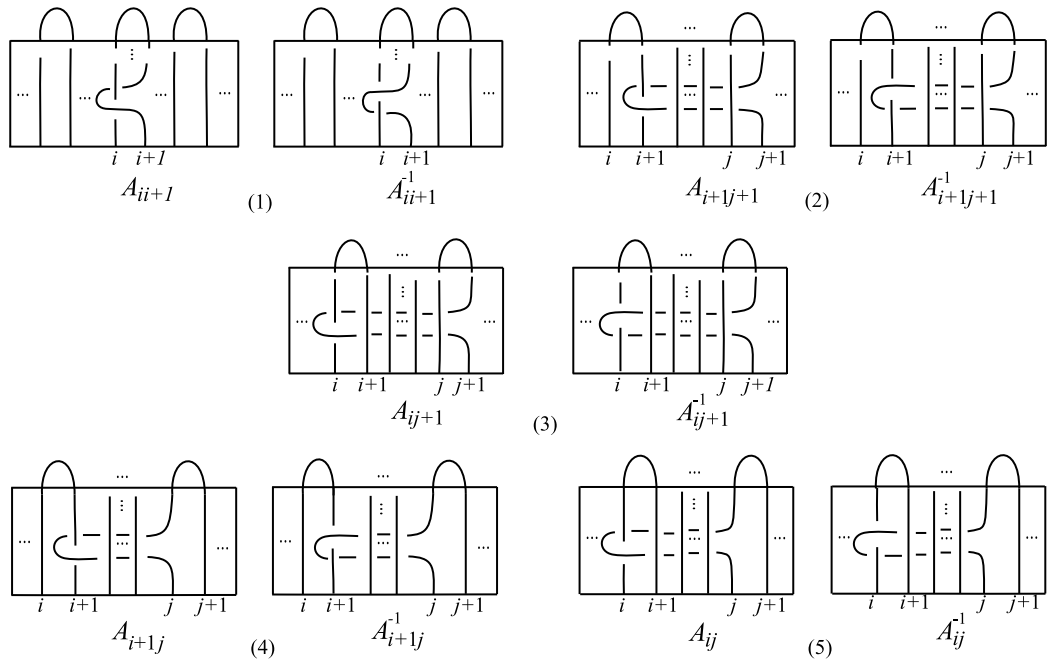 ... ... ... ... ... ... ... ... ... ... ... ...
i i+1 i i+1 i i+1 j j+1 i i+1 j j+1
A_{ii+1} (1) A^{-1}_{ii+1} A_{i+1j+1} (2) A^{-1}_{i+1j+1}
... ... ... ... ... ... ... ... ... ...
i i+1 j j+1 i i+1 j j+1
A_{ij+1} (3) A^{-1}_{ij+1}
... ... ... ... ... ... ... ... ... ... ... ...
i i+1 j j+1 i i+1 j j+1 i i+1 j j+1 i i+1 j j+1
A_{i+1j} (4) A^{-1}_{i+1j} A_{ij} (5) A^{-1}_{ij}